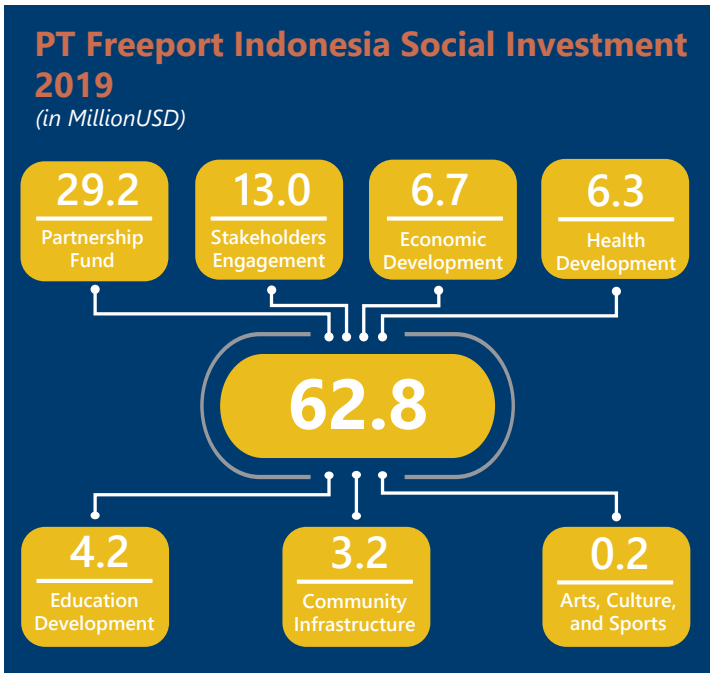 PT Freeport Indonesia Social Investment
2019
(in MillionUSD)
29.2
Partnership
Fund
13.0
Stakeholders
Engagement
6.7
Economic
Development
6.3
Health
Development
62.8
4.2
Education
Development
3.2
Community
Infrastructure
0.2
Arts, Culture,
and Sports